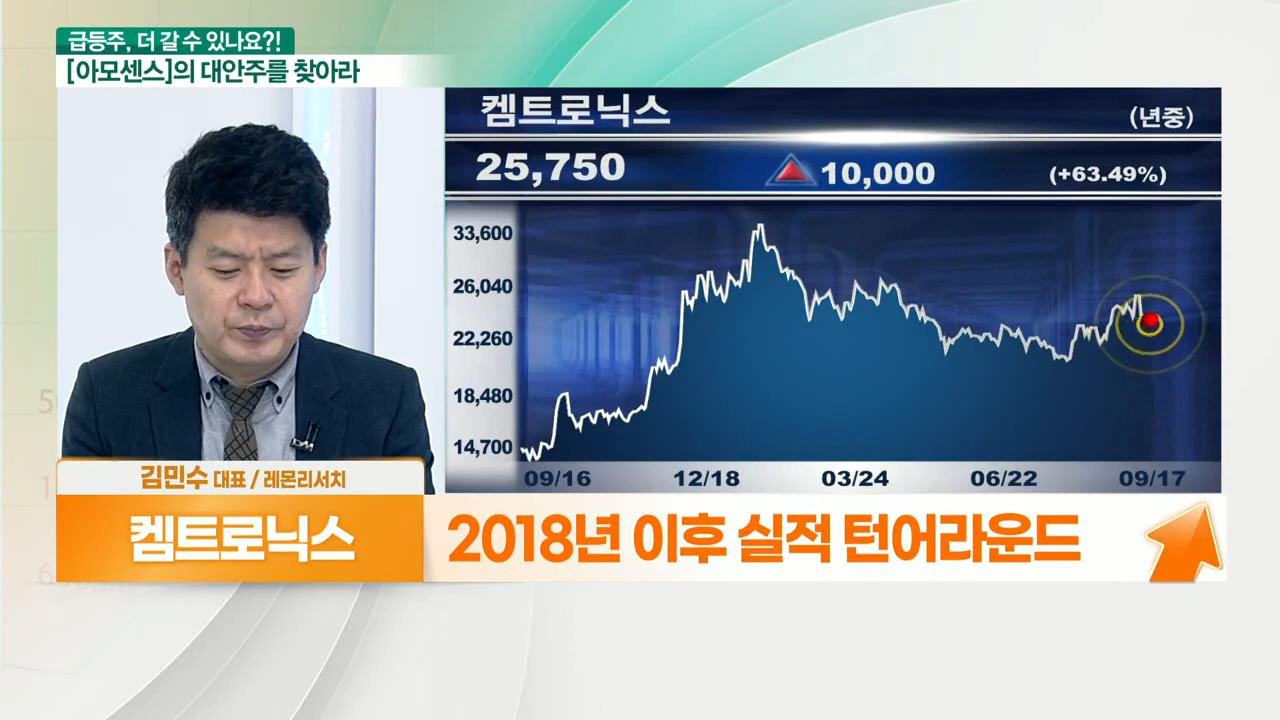 급등주, 더 갈 수 있나요?!
[아모센스]의 대안주를 찾아라
켐트로닉스 (년중)
25,750 10,000 (+63.49%)
33,600
26,040
22,260
18,480
14,700
09/16 12/18 03/24 06/22 09/17
김민수 대표 / 레몬리서치
켐트로닉스 2018년 이후 실적 턴어라운드